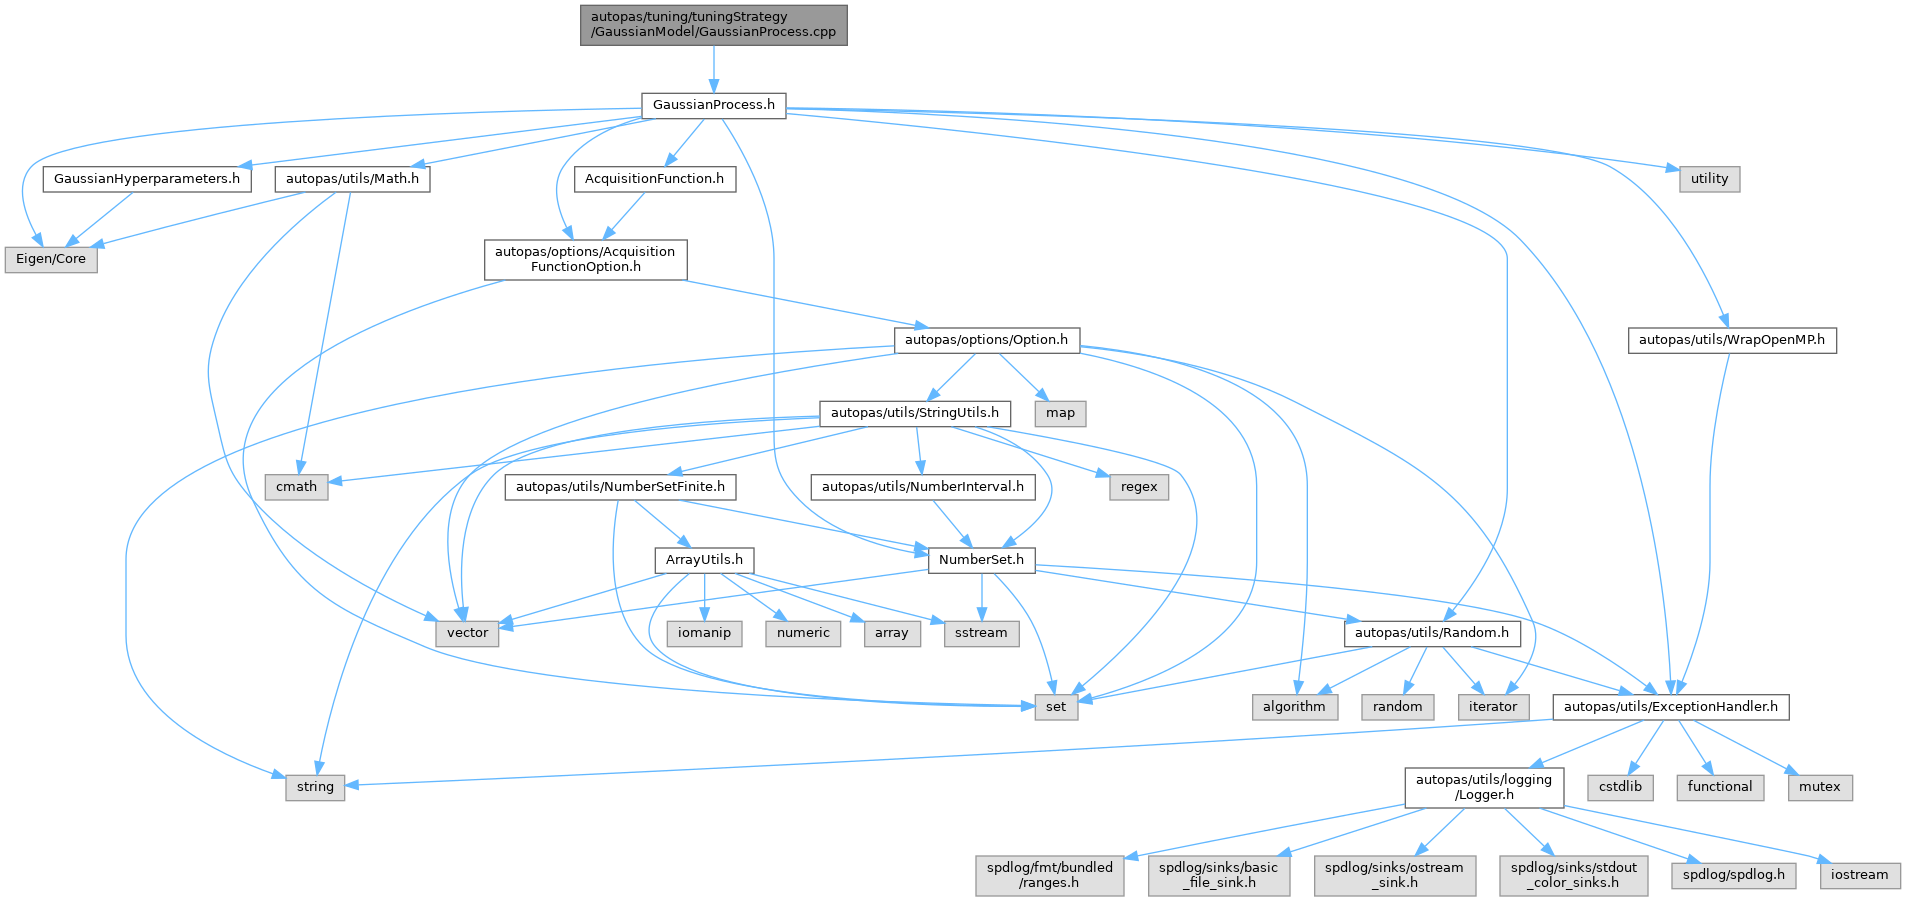 autopas/tuning/tuningStrategy
/GaussianModel/GaussianProcess.cpp
GaussianProcess.h
GaussianHyperparameters.h
autopas/utils/Math.h
AcquisitionFunction.h
utility
Eigen/Core
autopas/options/Acquisition
FunctionOption.h
autopas/options/Option.h
autopas/utils/WrapOpenMP.h
autopas/utils/StringUtils.h
map
cmath
autopas/utils/NumberSetFinite.h
autopas/utils/NumberInterval.h
regex
ArrayUtils.h
NumberSet.h
vector
iomanip
numeric
array
sstream
autopas/utils/Random.h
set
algorithm
random
iterator
autopas/utils/ExceptionHandler.h
string
autopas/utils/logging
/Logger.h
cstdlib
functional
mutex
spdlog/fmt/bundled
/ranges.h
spdlog/sinks/basic
_file_sink.h
spdlog/sinks/ostream
_sink.h
spdlog/sinks/stdout
_color_sinks.h
spdlog/spdlog.h
iostream